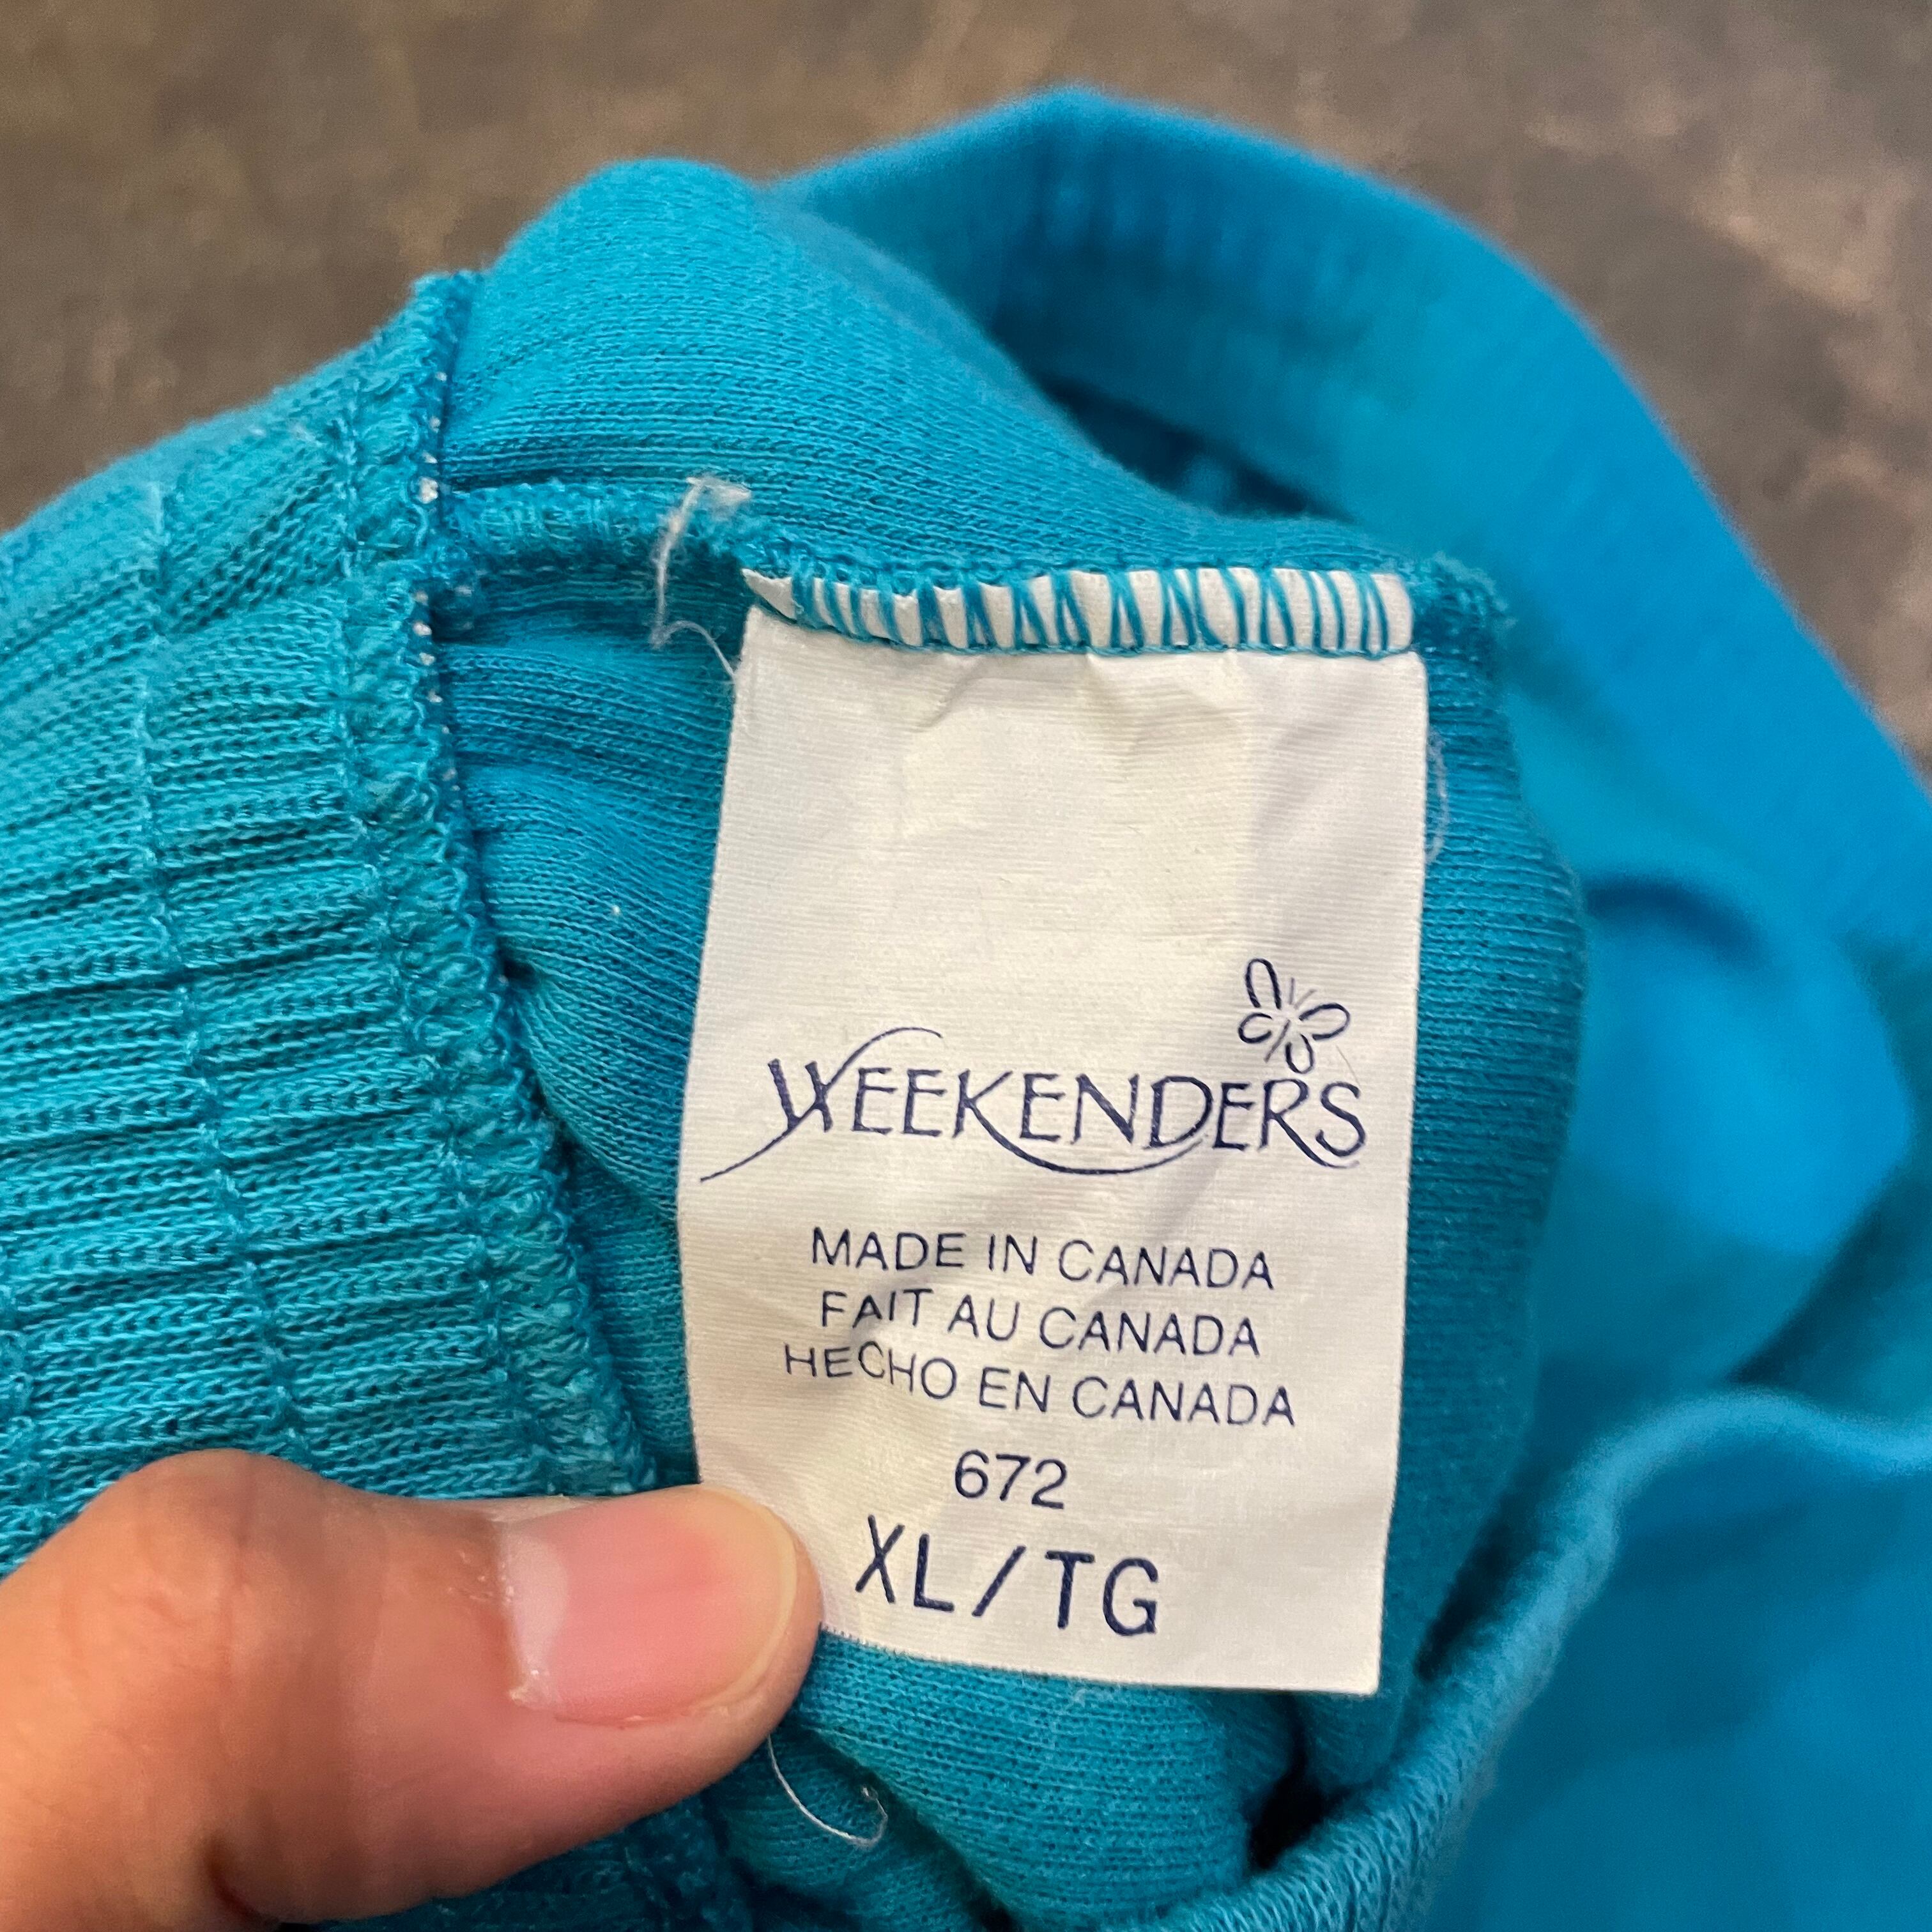 WEEKENDERS
MADE IN CANADA
FAIT AU CANADA
HECHO EN CANADA
672
XL/TG